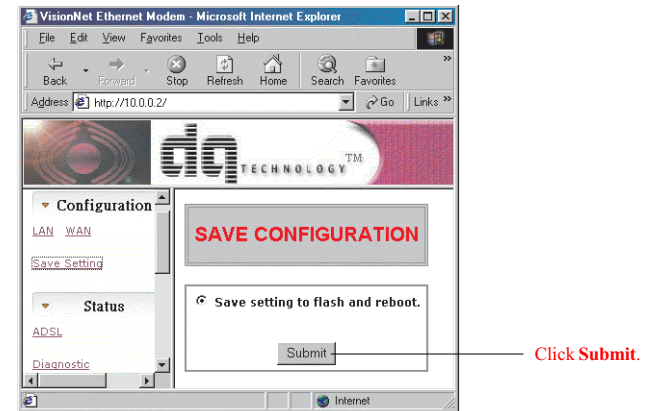 VisionNet Ethernet Modem - Microsoft Internet Explorer
File Edit View Favorites Tools Help
Back Forward Stop Refresh Home Search Favorites »
Address http://10.0.0.2/ Go Links »
dq TECHNOLOGY TM
Configuration
LAN WAN
Save Setting
Status
ADSL
Diagnostic
SAVE CONFIGURATION
Save setting to flash and reboot.
Submit
Click Submit.
Internet